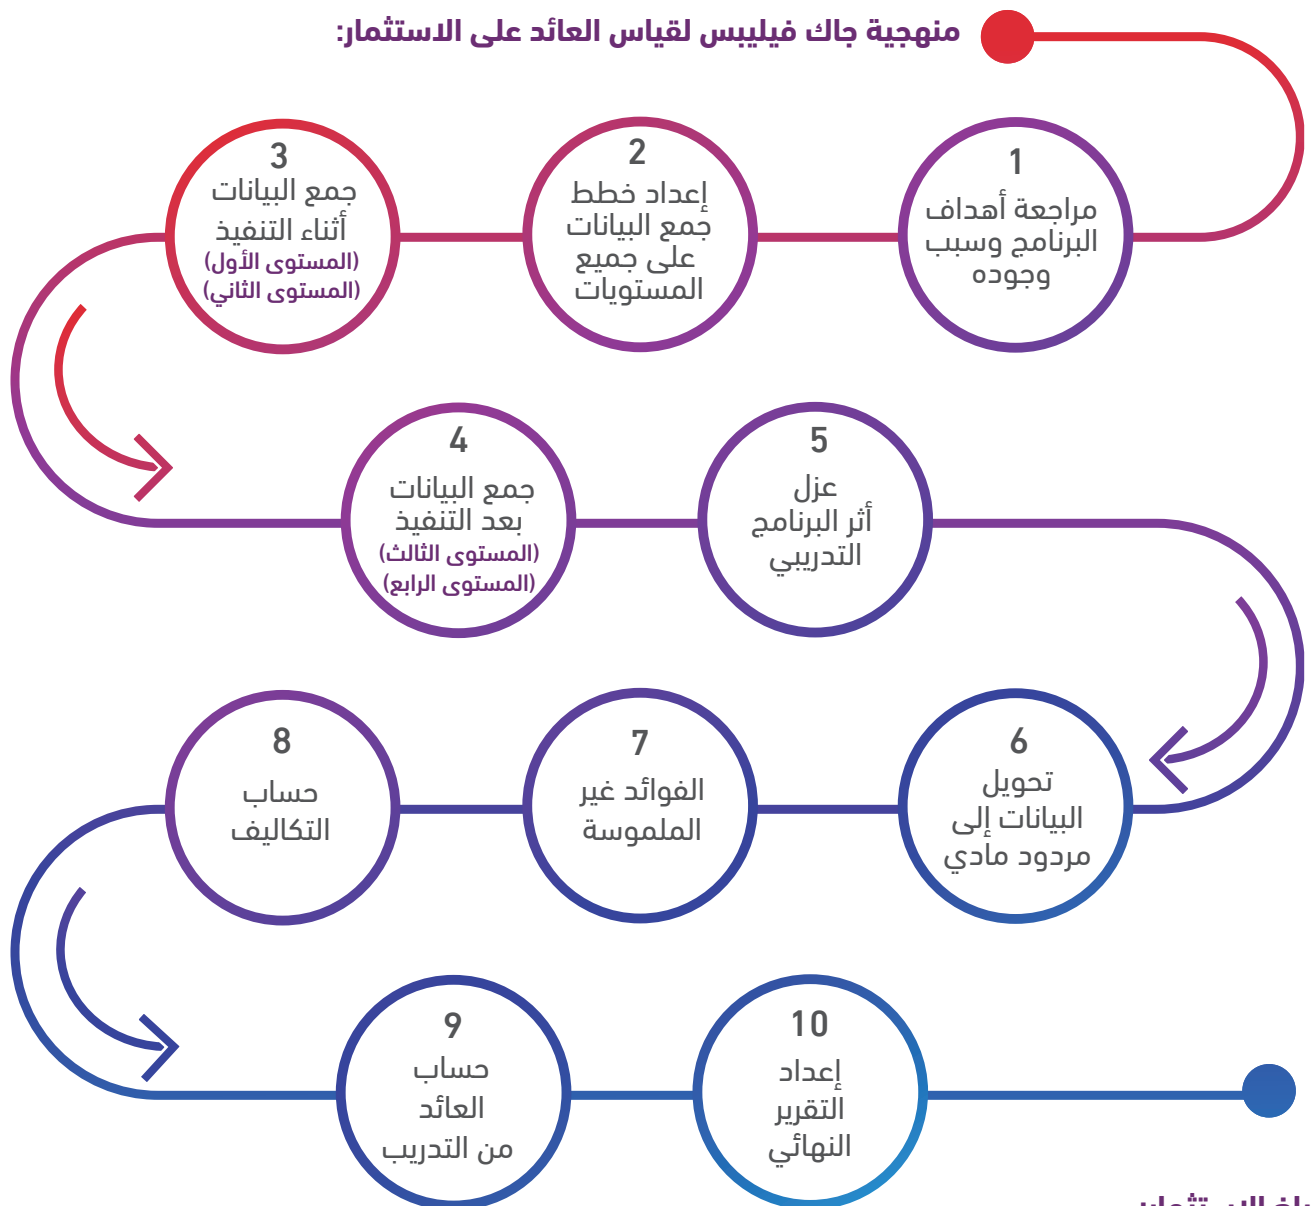 منهجية جاك فيليبس لقياس العائد على الاستثمار:
1
مراجعة أهداف
البرنامج وسبب
وجوده
2
إعداد خطط
جمع البيانات
على جميع
المستويات
3
جمع البيانات
أثناء التنفيذ
(المستوى الأول)
(المستوى الثاني)
4
جمع البيانات
بعد التنفيذ
(المستوى الثالث)
(المستوى الرابع)
5
عزل
أثر البرنامج
التدريبي
6
تحويل
البيانات إلى
مردود مادي
7
الفوائد غير
الملموسة
8
حساب
التكاليف
9
حساب
العائد
من التدريب
10
إعداد
التقرير
النهائي